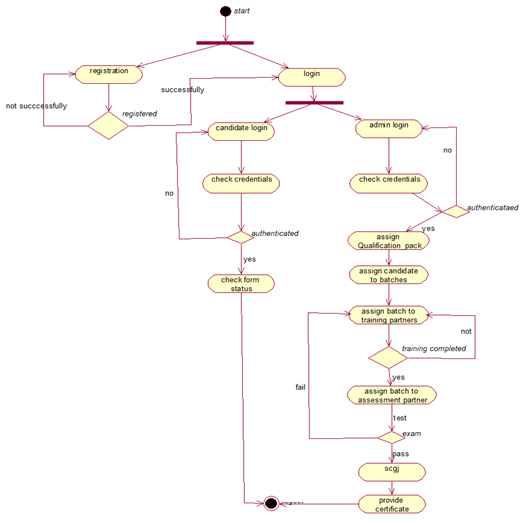 start
registration
login
not succcessfully
successfully
registered
candidate login
admin login
no
check credentials
check credentials
no
authenticataed
authenticated
yes
yes
assign
Qualification_pack
check form
status
assign candidate
to batches
assign batch to
training partners
not
training completed
yes
fail
assign batch to
assessment partner
test
exam
pass
scgj
provide
certificate